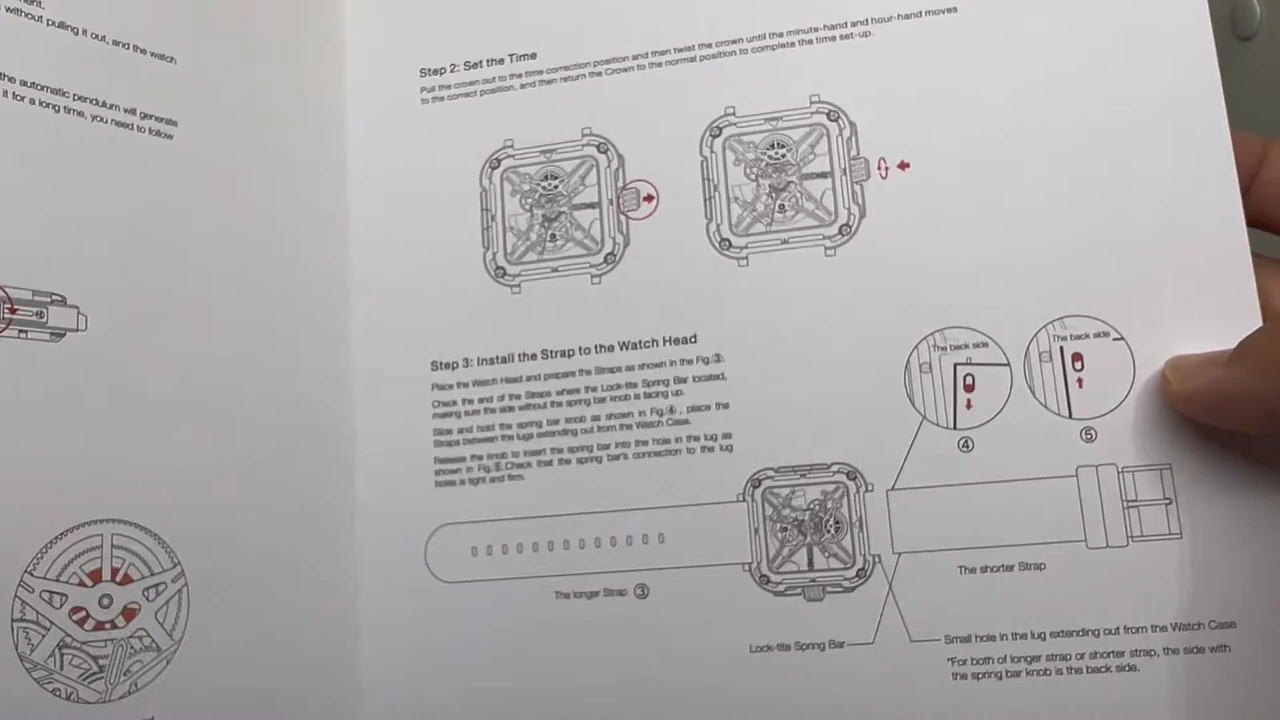 without pulling it out, and the watch
the automatic pendulum will generate
it for a long time, you need to follow
Step 2: Set the Time
Pull the crown out to the time correction position and then twist the crown until the minute-hand and hour-hand moves
to the correct position, and then return the Crown to the normal position to complete the time set-up.
Step 3: Install the Strap to the Watch Head
Place the Watch Head and prepare the Straps as shown in the Fig.③.
Check the end of the Straps where the Lock-tite Spring Bar located,
making sure the side without the spring bar knob is facing up.
Slide and hold the spring bar knob as shown in Fig.④, place the
Straps between the lugs extending out from the Watch Case.
Release the knob to insert the spring bar into the hole in the lug as
shown in Fig.⑤.Check that the spring bar's connection to the lug
holes is tight and firm.
The back side
④
The back side
⑤
The longer Strap ③
The shorter Strap
Lock-tite Spring Bar
Small hole in the lug extending out from the Watch Case
*For both of longer strap or shorter strap, the side with
the spring bar knob is the back side.